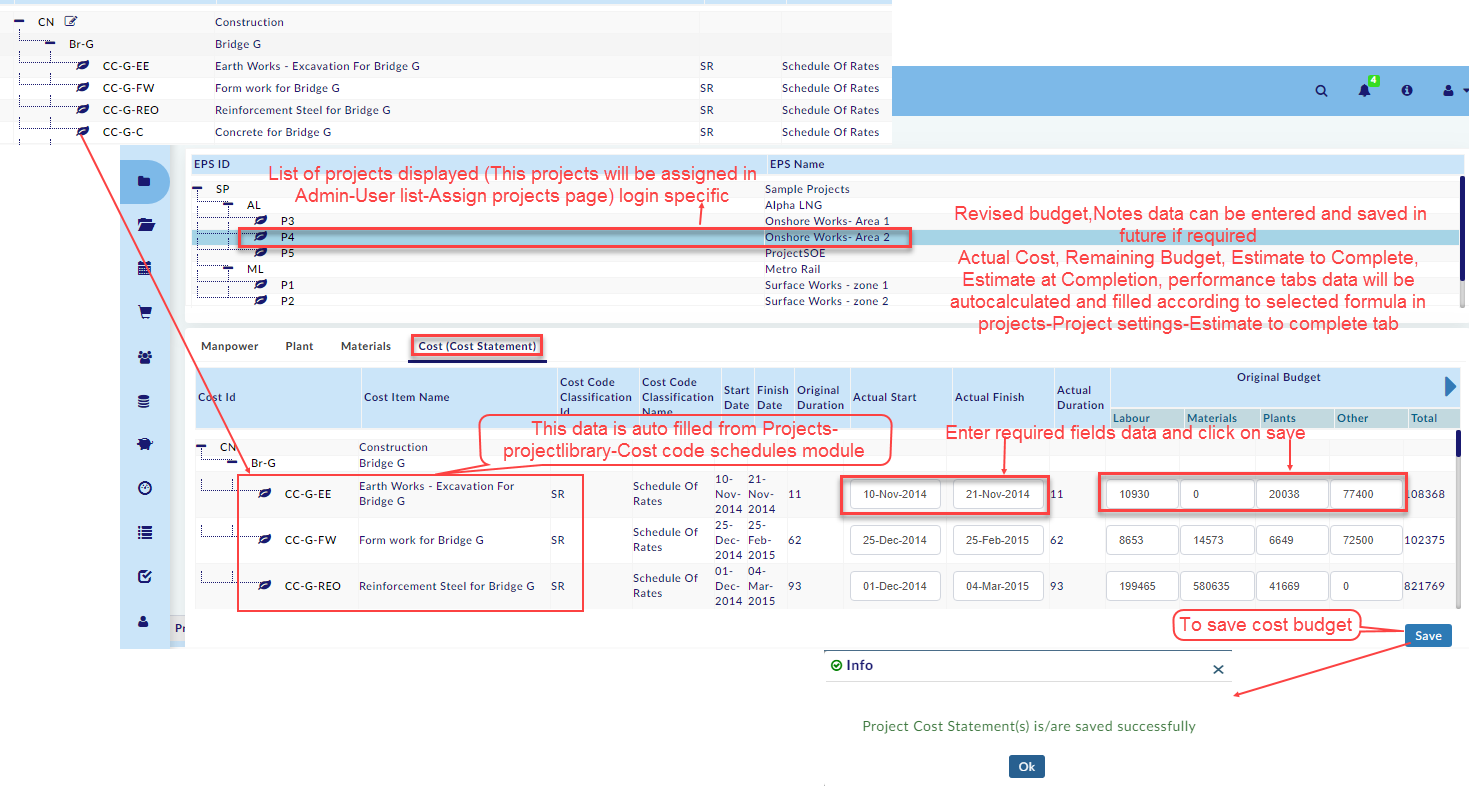 CN Construction
Br-G Bridge G
CC-G-EE Earth Works - Excavation For Bridge G SR Schedule Of Rates
CC-G-FW Form work for Bridge G SR Schedule Of Rates
CC-G-REO Reinforcement Steel for Bridge G SR Schedule Of Rates
CC-G-C Concrete for Bridge G SR Schedule Of Rates
4
EPS ID EPS Name
List of projects displayed (This projects will be assigned in
Admin-User list-Assign projects page) login specific
SP Sample Projects
AL Alpha LNG
P3 Onshore Works- Area 1
P4 Onshore Works- Area 2
P5 ProjectSOE
ML Metro Rail
P1 Surface Works - zone 1
P2 Surface Works - zone 2
Revised budget,Notes data can be entered and saved in
future if required
Actual Cost, Remaining Budget, Estimate to Complete,
Estimate at Completion, performance tabs data will be
autocalculated and filled according to selected formula in
projects-Project settings-Estimate to complete tab
Manpower Plant Materials Cost (Cost Statement)
Cost Id Cost Item Name Cost Code Classification Id Cost Code Classification Name Start Date Finish Date Original Duration Actual Start Actual Finish Actual Duration Original Budget
Labour Materials Plants Other Total
This data is auto filled from Projects-
projectlibrary-Cost code schedules module
Enter required fields data and click on save
CN Construction
Br-G Bridge G
CC-G-EE Earth Works - Excavation For Bridge G SR Schedule Of Rates 10-Nov-2014 21-Nov-2014 11 10-Nov-2014 21-Nov-2014 11 10930 0 20038 77400 108368
CC-G-FW Form work for Bridge G SR Schedule Of Rates 25-Dec-2014 25-Feb-2015 62 25-Dec-2014 25-Feb-2015 62 8653 14573 6649 72500 102375
CC-G-REO Reinforcement Steel for Bridge G SR Schedule Of Rates 01-Dec-2014 04-Mar-2015 93 01-Dec-2014 04-Mar-2015 93 199465 580635 41669 0 821769
Pr
To save cost budget
Save
Info
Project Cost Statement(s) is/are saved successfully
Ok